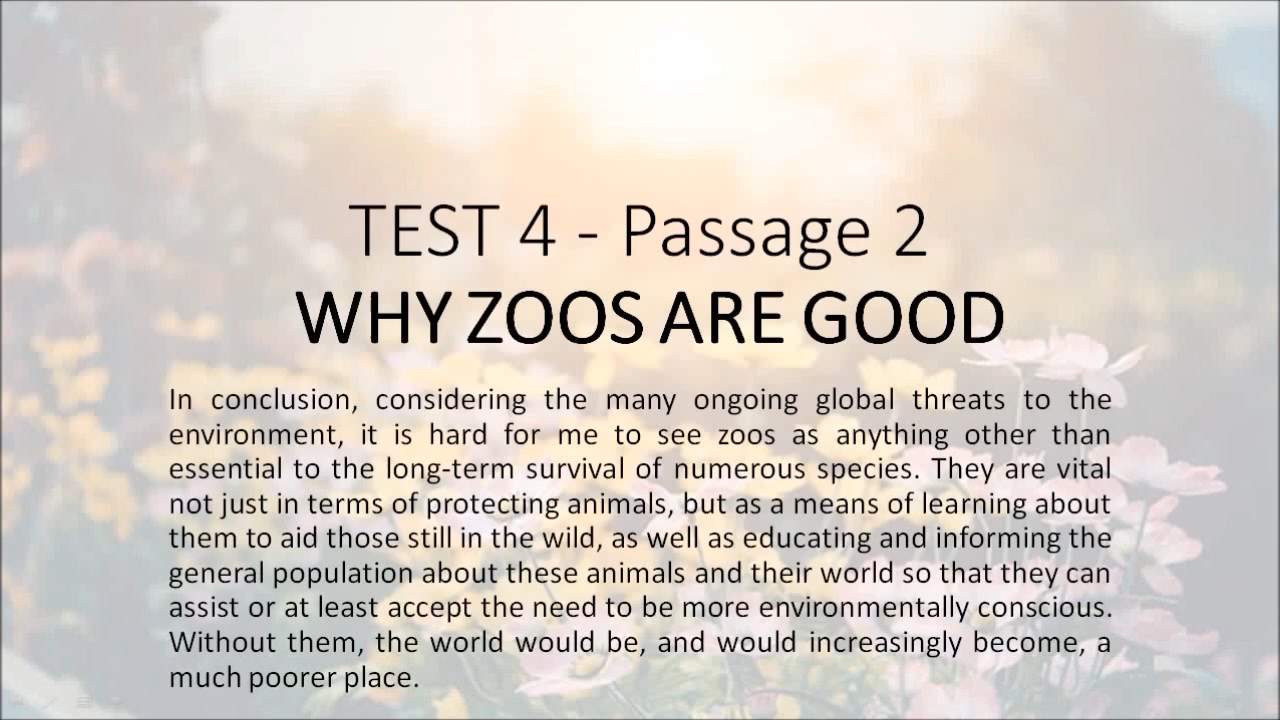 TEST 4 - Passage 2
WHY ZOOS ARE GOOD
In conclusion, considering the many ongoing global threats to the
environment, it is hard for me to see zoos as anything other than
essential to the long-term survival of numerous species. They are vital
not just in terms of protecting animals, but as a means of learning about
them to aid those still in the wild, as well as educating and informing the
general population about these animals and their world so that they can
assist or at least accept the need to be more environmentally conscious.
Without them, the world would be, and would increasingly become, a
much poorer place.